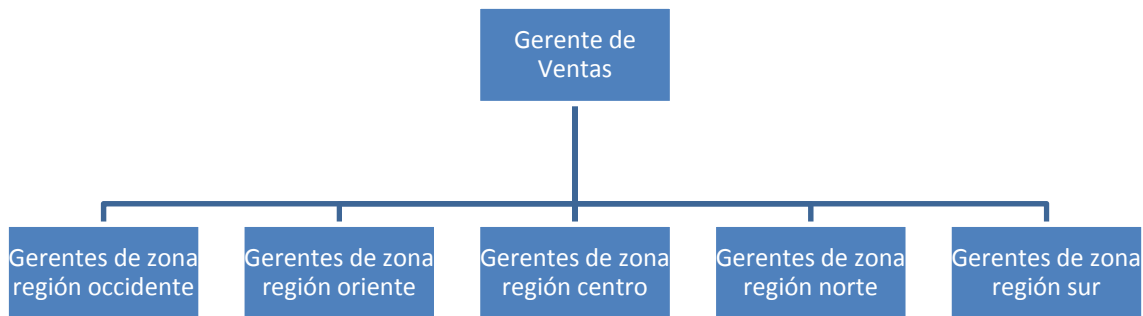 Gerente de
Ventas
Gerentes de zona
región occidente
Gerentes de zona
región oriente
Gerentes de zona
región centro
Gerentes de zona
región norte
Gerentes de zona
región sur